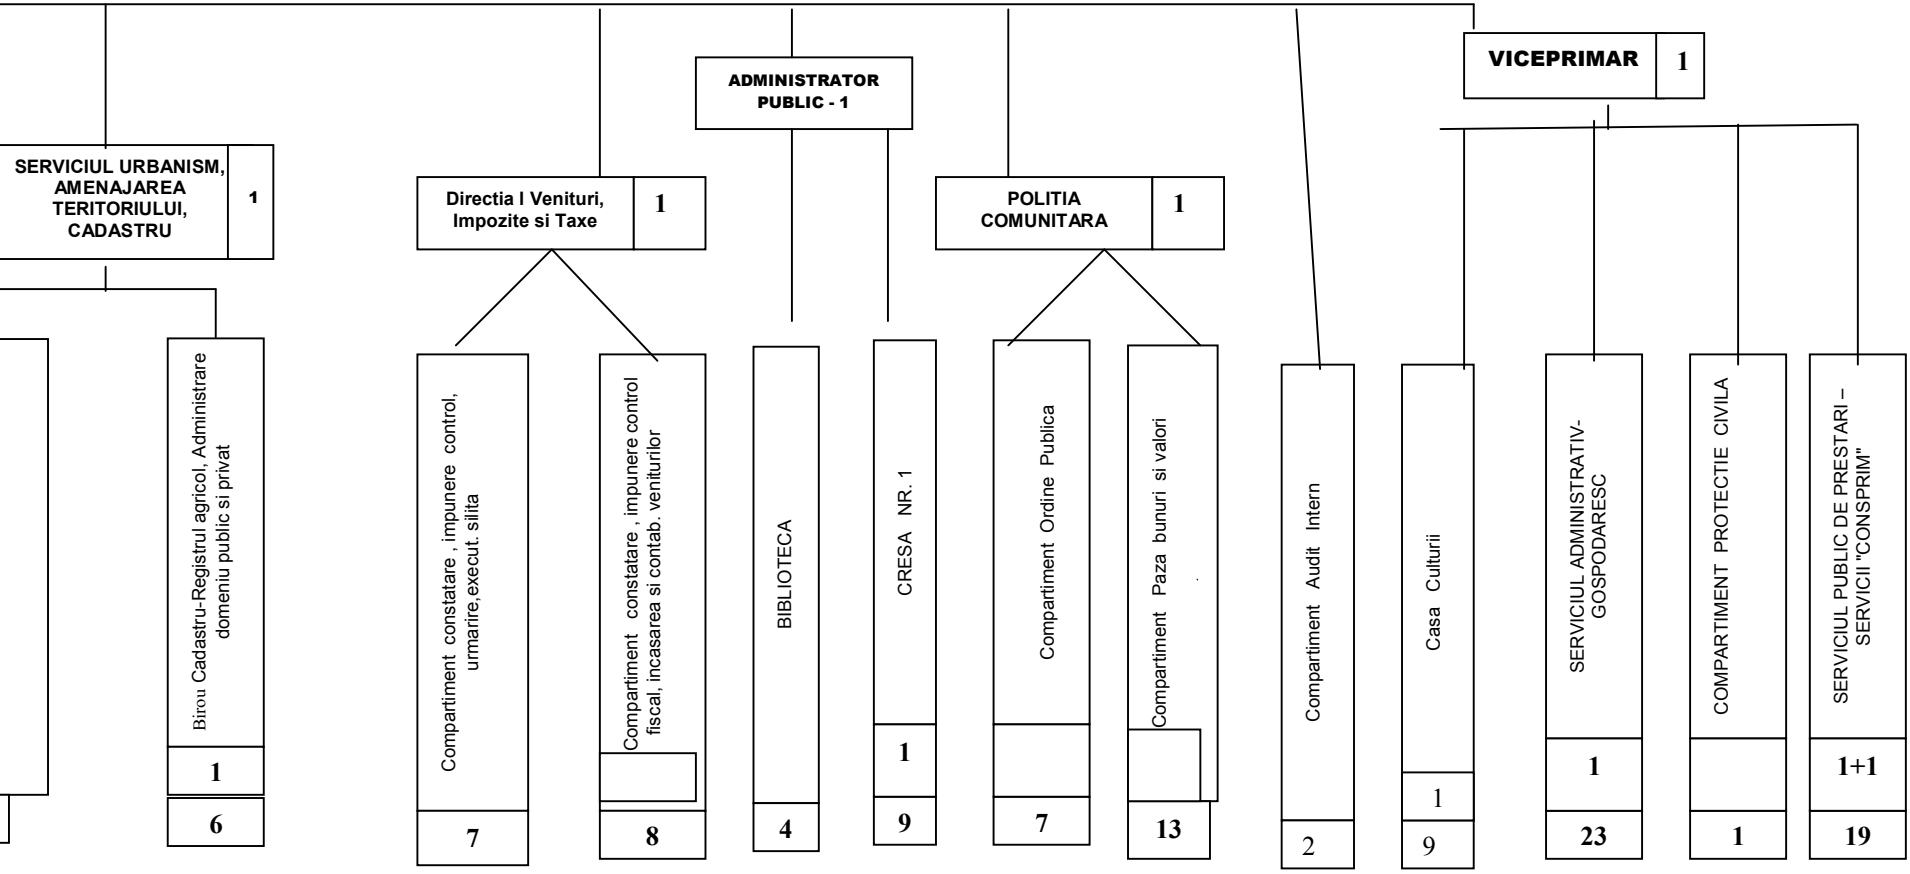 VICEPRIMAR 1
ADMINISTRATOR
PUBLIC - 1
SERVICIUL URBANISM,
AMENAJAREA
TERITORIULUI,
CADASTRU
1
Directia I Venituri,
Impozite si Taxe
1
POLITIA
COMUNITARA
1
Birou Cadastru-Registrul agricol, Administrare
domeniu public si privat
1
6
Compartiment constatare , impunere control,
urmarire,execut. silita
7
Compartiment constatare , impunere control
fiscal, incasarea si contab. veniturilor
8
BIBLIOTECA
4
CRESA NR. 1
1
9
Compartiment Ordine Publica
7
Compartiment Paza bunuri si valori
.
13
Compartiment Audit Intern
2
Casa Culturii
1
9
SERVICIUL ADMINISTRATIV-
GOSPODARESC
1
23
COMPARTIMENT PROTECTIE CIVILA
1
SERVICIUL PUBLIC DE PRESTARI –
SERVICII "CONSPRIM"
1+1
19